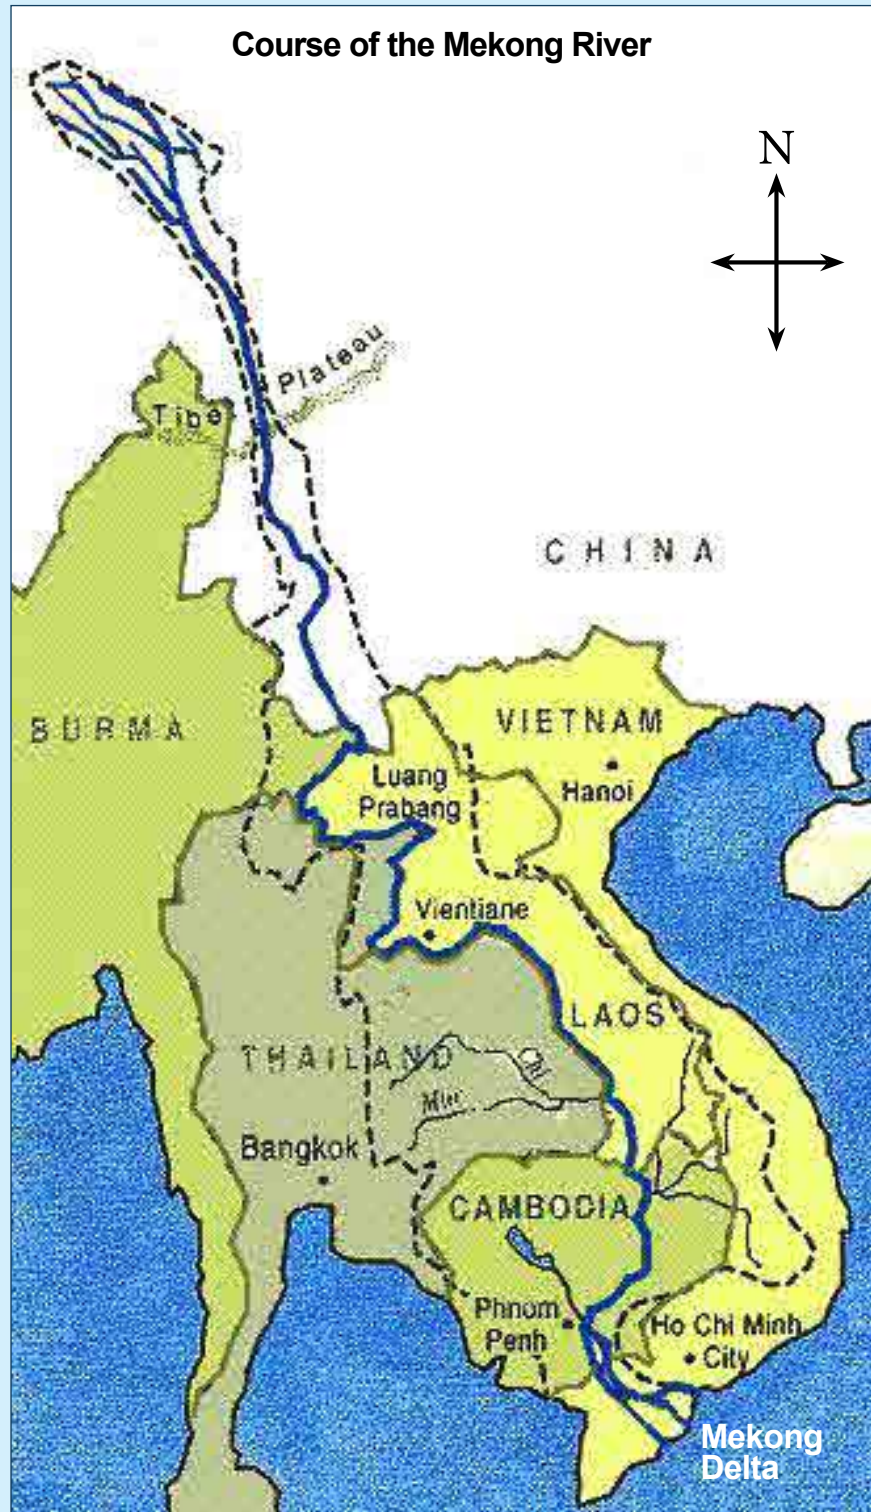 Course of the Mekong River
N
Plateau
Tibe
C H I N A
BURMA
VIETNAM
Luang
Prabang
Hanoi
Vientiane
LAOS
THAILAND
Chi
Mun
Bangkok
CAMBODIA
Phnom
Penh
Ho Chi Minh
City
Mekong
Delta